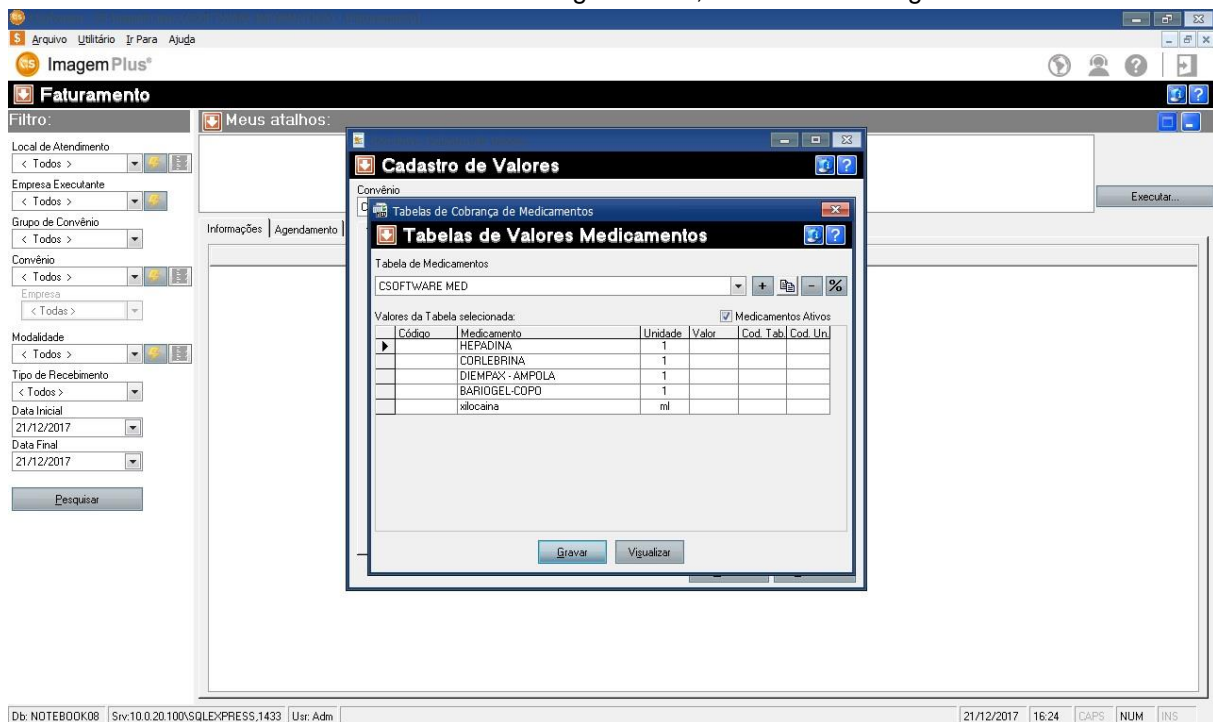 Arquivo Utilitário Ir Para Ajuda
ImagemPlus®
Faturamento
Filtro:
Meus atalhos:
Local de Atendimento
< Todos >
Empresa Executante
< Todos >
Grupo de Convênio
< Todos >
Convênio
< Todos >
Empresa
< Todas >
Modalidade
< Todos >
Tipo de Recebimento
< Todos >
Data Inicial
21/12/2017
Data Final
21/12/2017
Pesquisar
Executar...
Informações Agendamento
Cadastro de Valores
Convênio
Tabelas de Cobrança de Medicamentos
Tabelas de Valores Medicamentos
Tabela de Medicamentos
CSOFTWARE MED
Valores da Tabela selecionada: Medicamentos Ativos
Código Medicamento Unidade Valor Cod. Tab. Cod. Un.
HEPADINA 1
CORLEBRINA 1
DIEMPAX - AMPOLA 1
BARIOGEL-COPO 1
xilocaina ml
Gravar Visualizar
Db: NOTEBOOK08 Srv:10.0.20.100\SQLEXPRESS,1433 Usr: Adm 21/12/2017 16:24 CAPS NUM INS